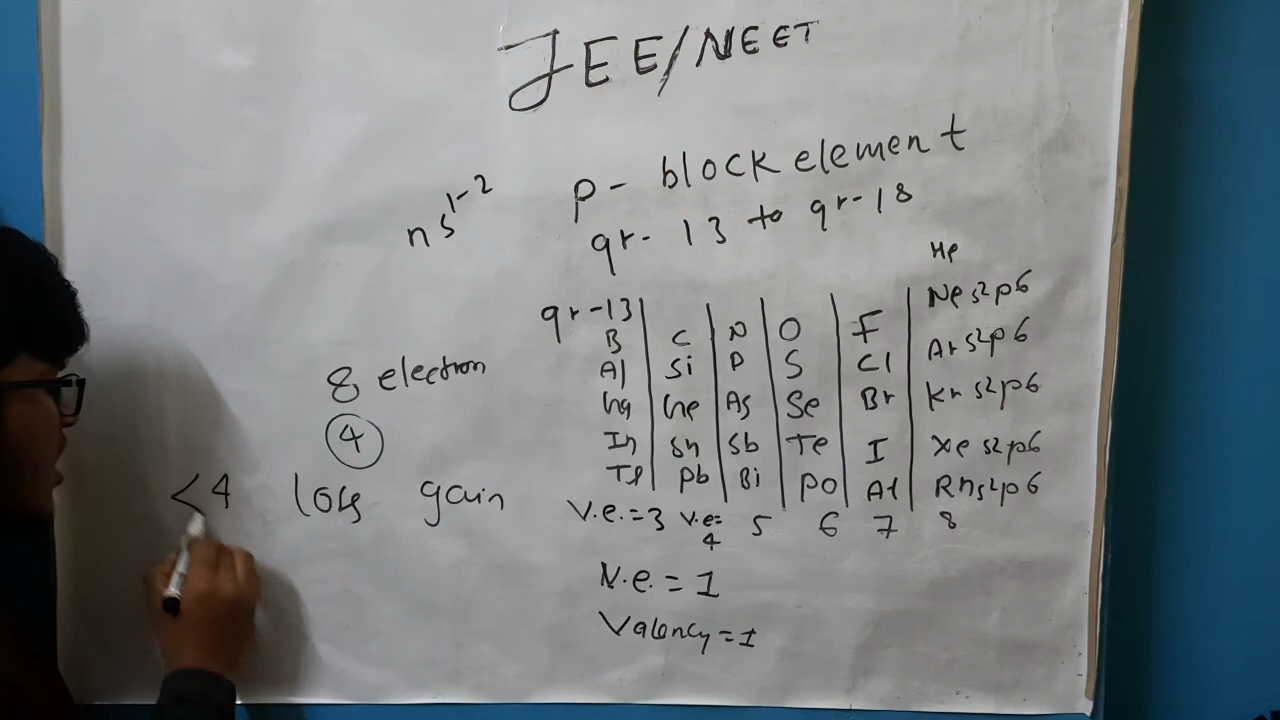 JEE/NEET
ns1-2 p- block element
gr- 13 to gr-18
He
gr-13 Ne s2p6
B C N O F
Al Si P S Cl Ar s2p6
Ga Ge As Se Br Kr s2p6
In Sn Sb Te I Xe s2p6
Tl Pb Bi Po At Rn s2p6
V.e.=3 V.e= 4 5 6 7 8
8 electron
4
<4 loss gain
V.e. = 1
Valency = 1